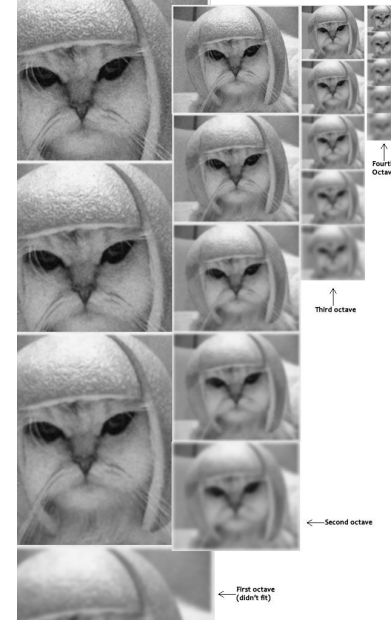 Fourth
Octave
Third octave
Second octave
First octave
(didn't fit)